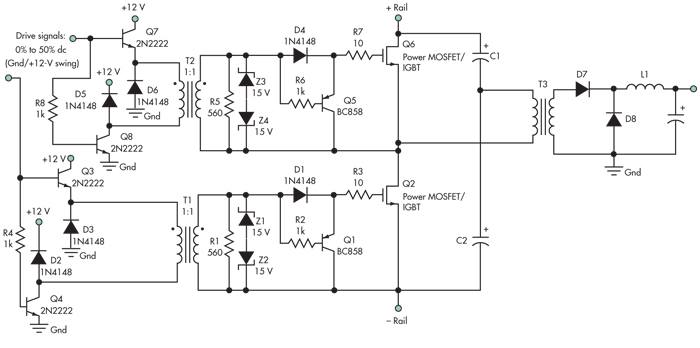 +12 V
+ Rail
Drive signals:
0% to 50% dc
(Gnd/+12-V swing)
Q7
2N2222
D4
1N4148
R7
10
Q6
Power MOSFET/
IGBT
C1
+
T2
1:1
+12 V
D5
1N4148
D6
1N4148
Gnd
Z3
15 V
R6
1k
Q5
BC858
R8
1k
R5
560
Z4
15 V
T3
D7
L1
D8
+
Gnd
Q8
2N2222
Gnd
+12 V
Q3
2N2222
D1
1N4148
R3
10
Q2
Power MOSFET/
IGBT
T1
1:1
+12 V
R4
1k
D3
1N4148
Gnd
D2
1N4148
Z1
15 V
R2
1k
Q1
BC858
R1
560
Z2
15 V
C2
+
Q4
2N2222
Gnd
– Rail